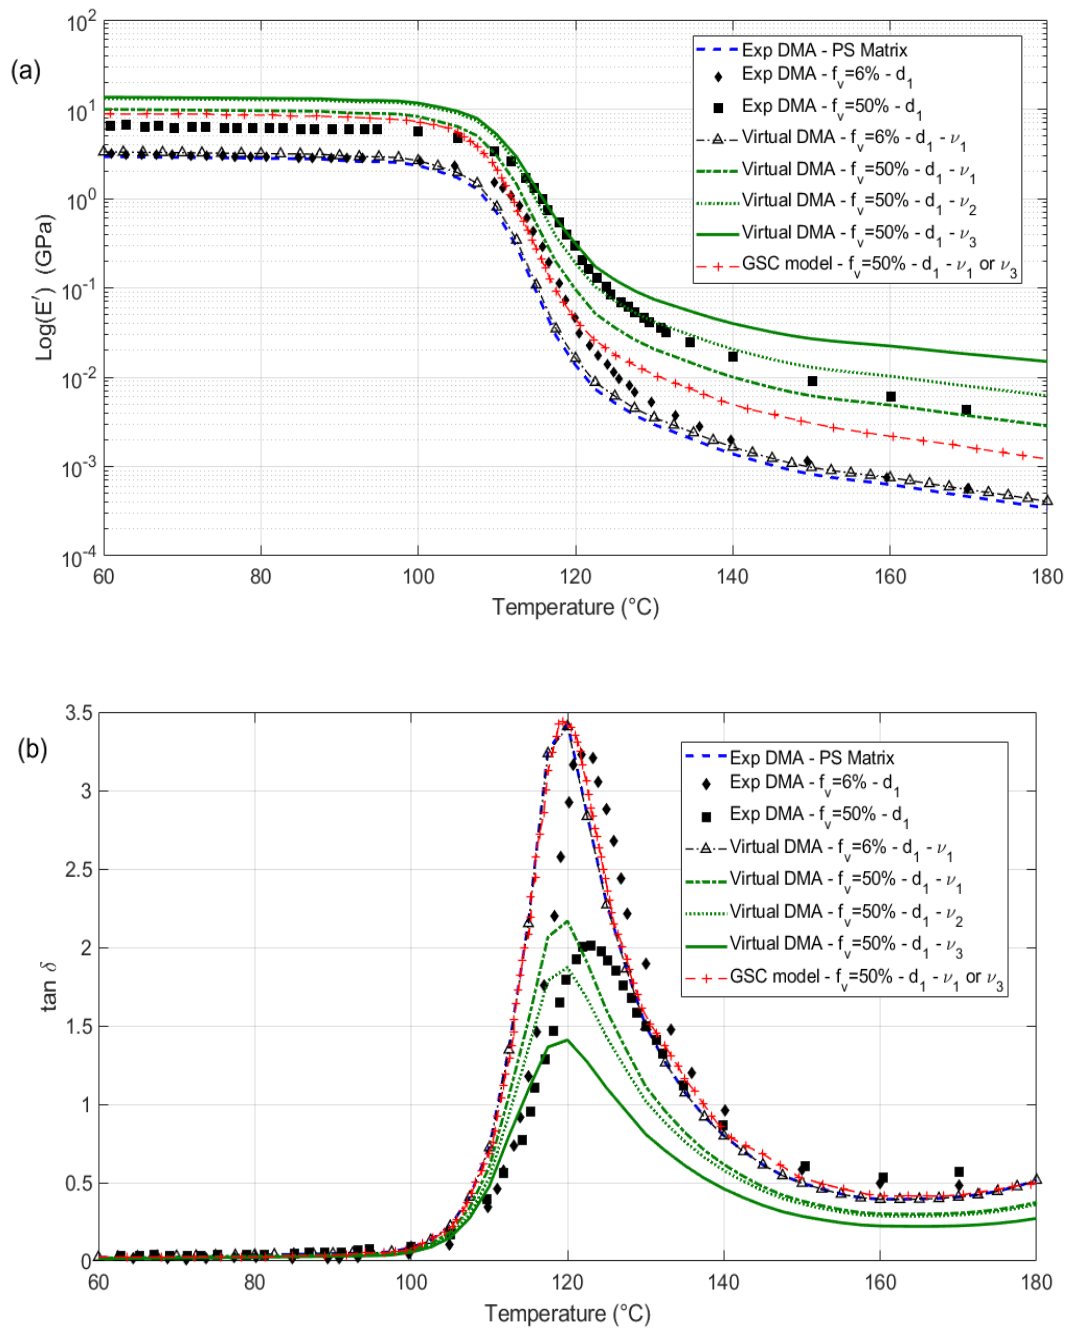 (a)
10^2
10^1
10^0
10^-1
10^-2
10^-3
10^-4
Log(E′) (GPa)
Exp DMA - PS Matrix
Exp DMA - f_v=6% - d_1
Exp DMA - f_v=50% - d_1
Virtual DMA - f_v=6% - d_1 - ν_1
Virtual DMA - f_v=50% - d_1 - ν_1
Virtual DMA - f_v=50% - d_1 - ν_2
Virtual DMA - f_v=50% - d_1 - ν_3
GSC model - f_v=50% - d_1 - ν_1 or ν_3
60 80 100 120 140 160 180
Temperature (°C)
(b)
3.5
3
2.5
2
1.5
1
0.5
0
tan δ
Exp DMA - PS Matrix
Exp DMA - f_v=6% - d_1
Exp DMA - f_v=50% - d_1
Virtual DMA - f_v=6% - d_1 - ν_1
Virtual DMA - f_v=50% - d_1 - ν_1
Virtual DMA - f_v=50% - d_1 - ν_2
Virtual DMA - f_v=50% - d_1 - ν_3
GSC model - f_v=50% - d_1 - ν_1 or ν_3
60 80 100 120 140 160 180
Temperature (°C)